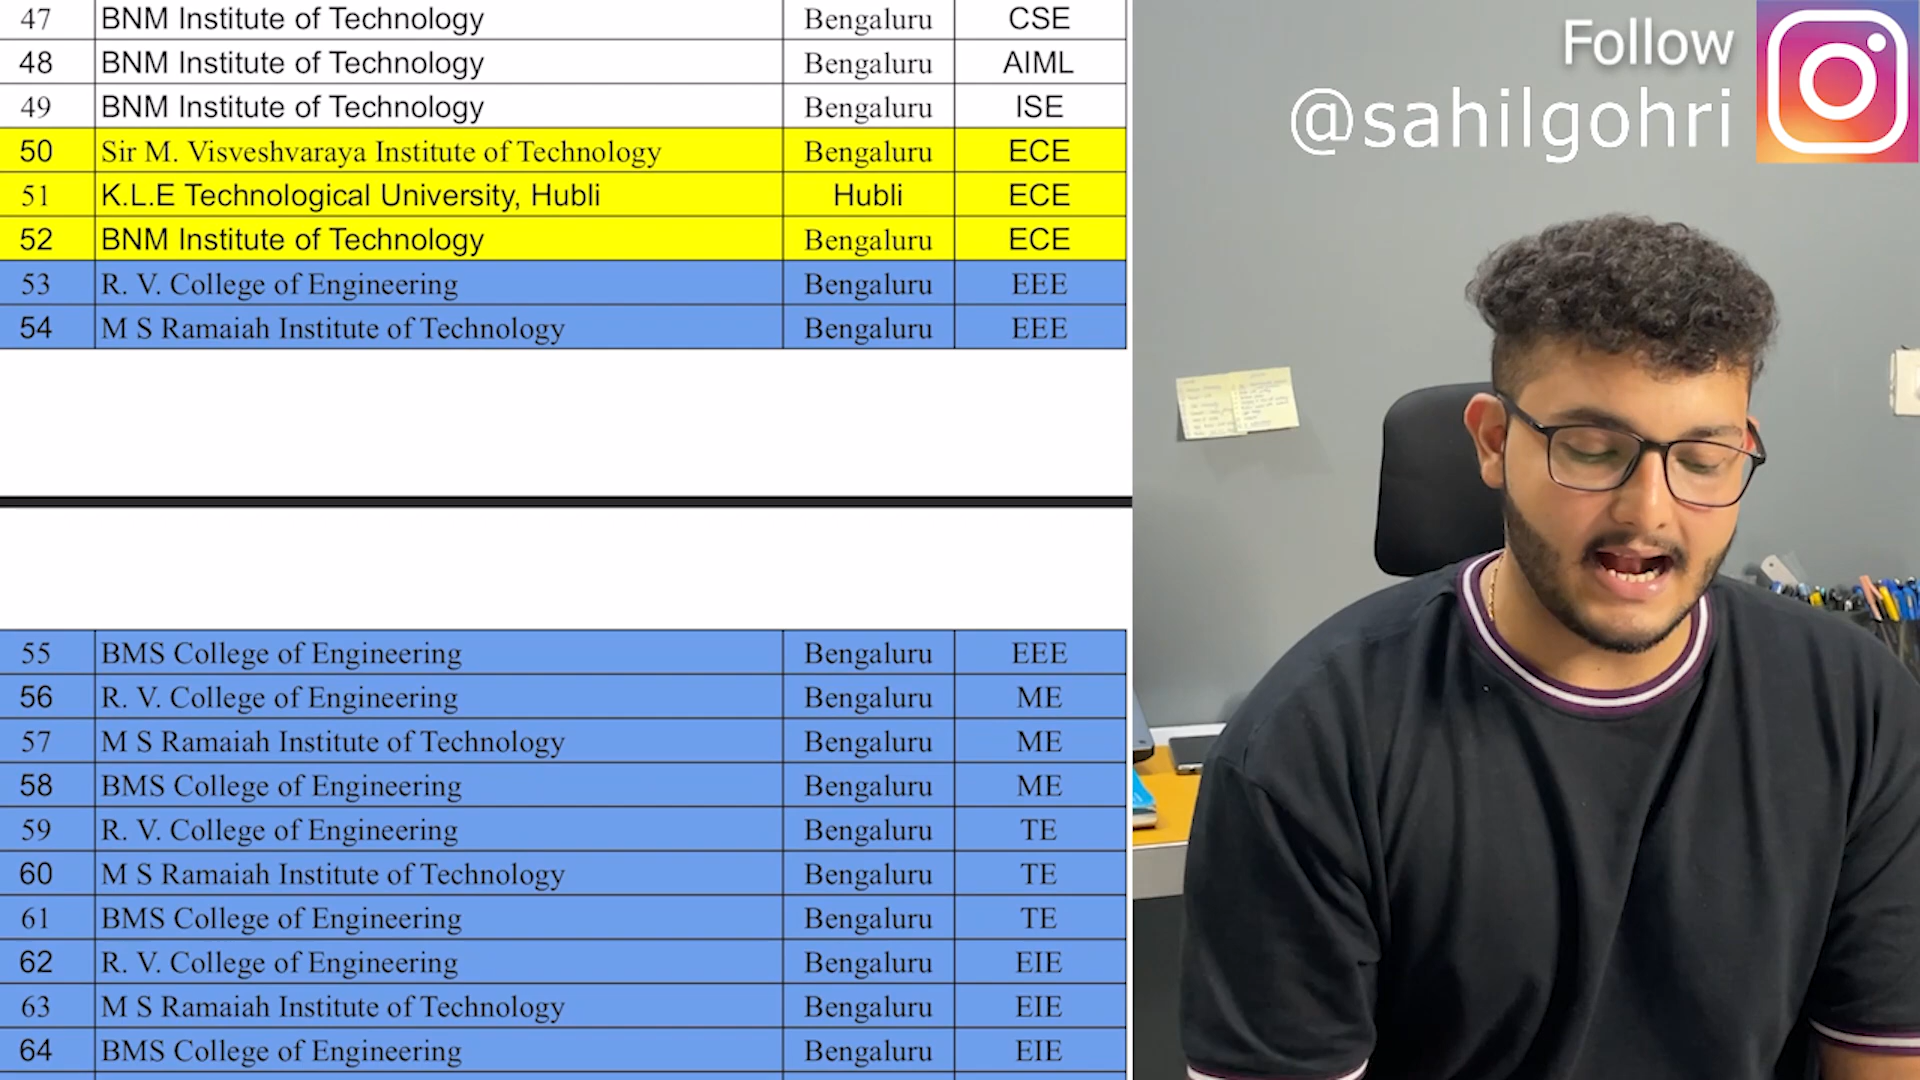 47 BNM Institute of Technology Bengaluru CSE
48 BNM Institute of Technology Bengaluru AIML
49 BNM Institute of Technology Bengaluru ISE
50 Sir M. Visveshvaraya Institute of Technology Bengaluru ECE
51 K.L.E Technological University, Hubli Hubli ECE
52 BNM Institute of Technology Bengaluru ECE
53 R. V. College of Engineering Bengaluru EEE
54 M S Ramaiah Institute of Technology Bengaluru EEE
55 BMS College of Engineering Bengaluru EEE
56 R. V. College of Engineering Bengaluru ME
57 M S Ramaiah Institute of Technology Bengaluru ME
58 BMS College of Engineering Bengaluru ME
59 R. V. College of Engineering Bengaluru TE
60 M S Ramaiah Institute of Technology Bengaluru TE
61 BMS College of Engineering Bengaluru TE
62 R. V. College of Engineering Bengaluru EIE
63 M S Ramaiah Institute of Technology Bengaluru EIE
64 BMS College of Engineering Bengaluru EIE
Follow
@sahilgohri